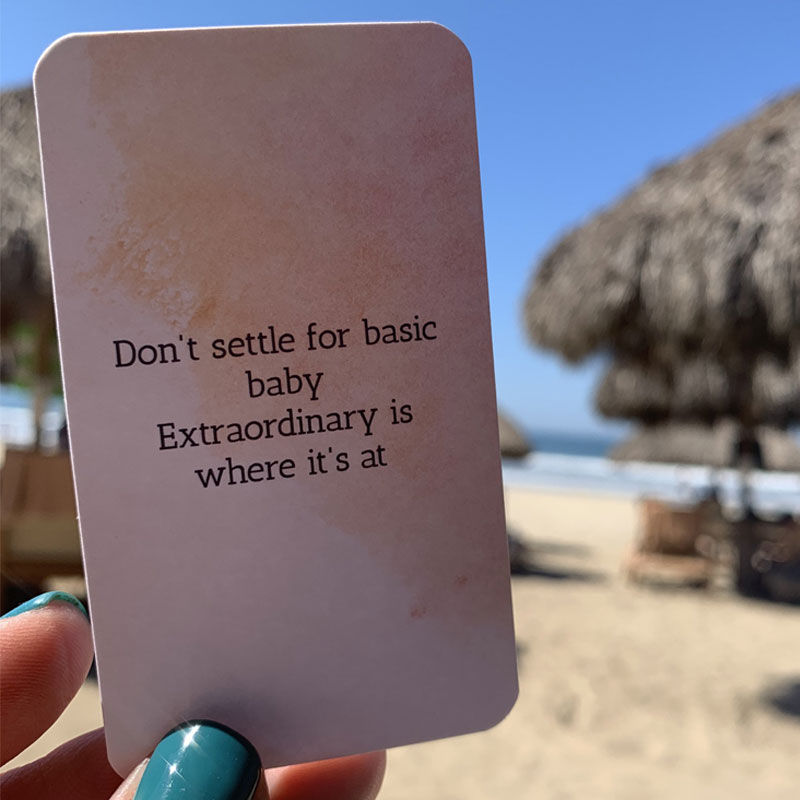 Don't settle for basic
baby
Extraordinary is
where it's at